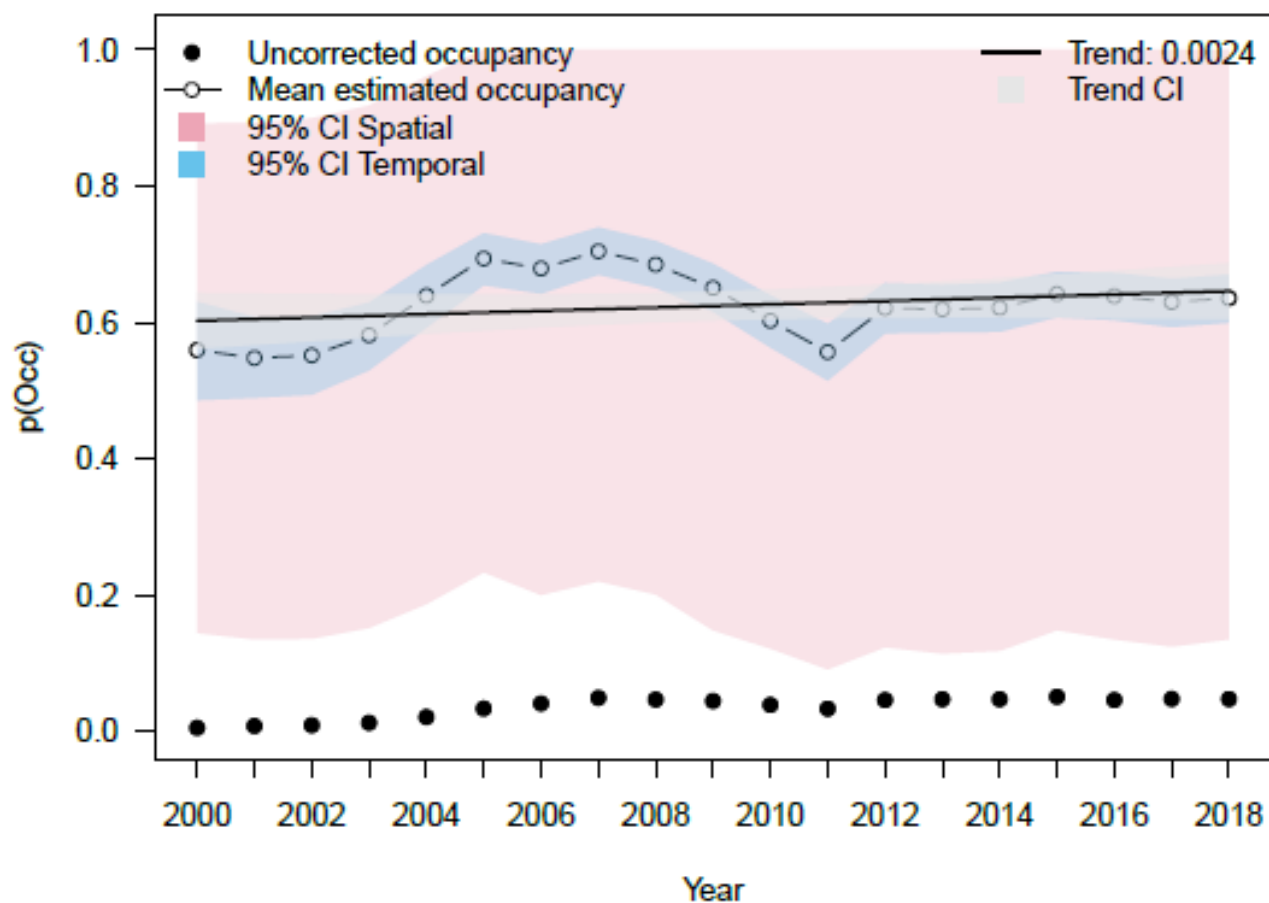 1.0
0.8
0.6
0.4
0.2
0.0
p(Occ)
Uncorrected occupancy
Mean estimated occupancy
95% CI Spatial
95% CI Temporal
Trend: 0.0024
Trend CI
2000 2002 2004 2006 2008 2010 2012 2014 2016 2018
Year